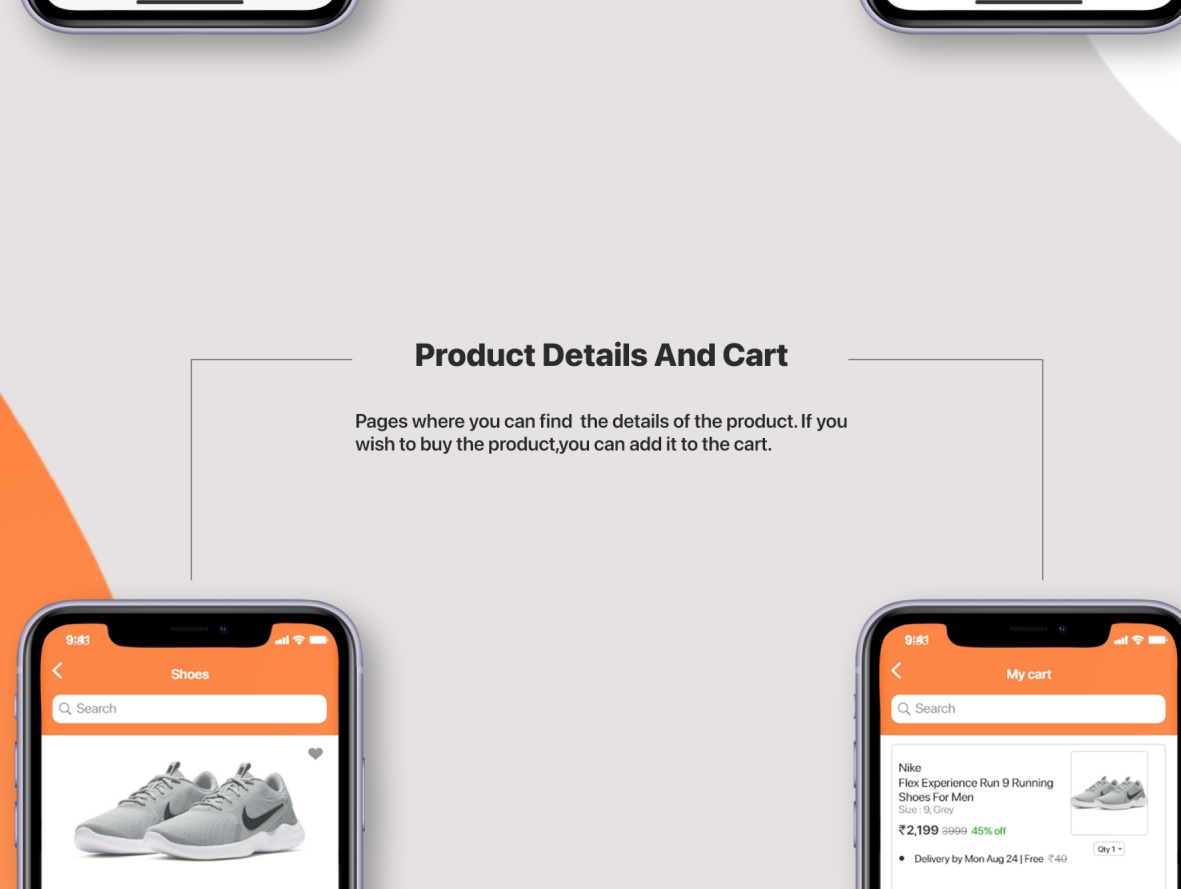 Product Details And Cart
Pages where you can find  the details of the product. If you
wish to buy the product,you can add it to the cart.
Shoes
Search
9:41
My cart
Search
Nike
Flex Experience Run 9 Running
Shoes For Men
Size : 9, Grey
₹2,199 3999 45% off
Qty 1
Delivery by Mon Aug 24 | Free ₹40